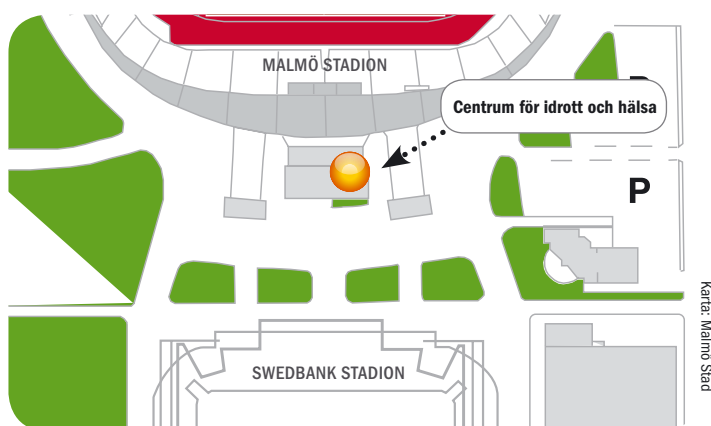 MALMÖ STADION
Centrum för idrott och hälsa
P
P
SWEDBANK STADION
Karta: Malmö Stad